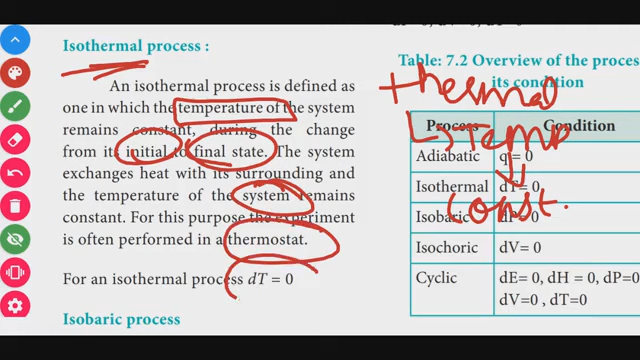 Isothermal process :
An isothermal process is defined as
one in which the temperature of the system
remains constant, during the change
from its initial to final state. The system
exchanges heat with its surrounding and
the temperature of the system remains
constant. For this purpose the experiment
is often performed in a thermostat.
For an isothermal process dT = 0
Isobaric process
Table: 7.2 Overview of the process
its condition
Process Condition
Adiabatic q = 0
Isothermal dT = 0
Isobaric dP = 0
Isochoric dV = 0
Cyclic dE = 0, dH = 0, dP=0
dV=0 , dT=0
thermal
Temp
const.